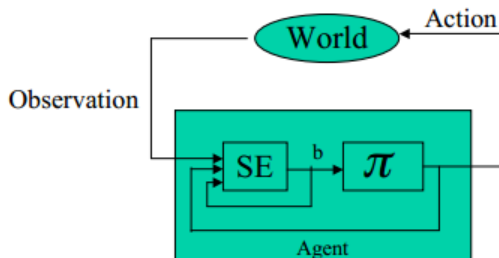 Action
World
Observation
SE
b
π
Agent